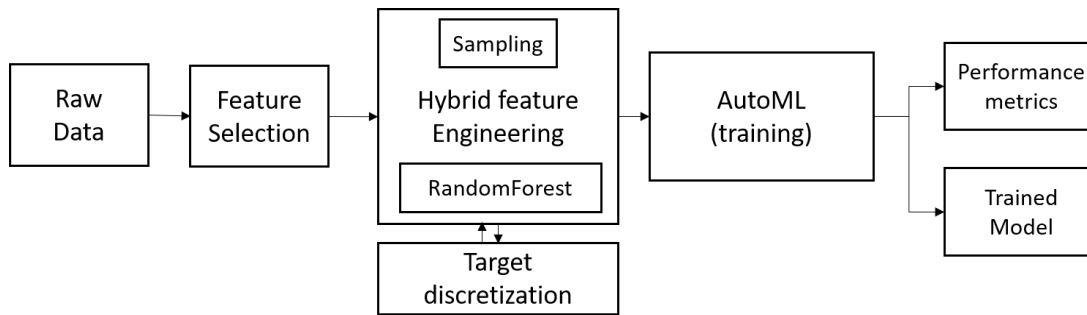 Raw
Data
Feature
Selection
Sampling
Hybrid feature
Engineering
RandomForest
Target
discretization
AutoML
(training)
Performance
metrics
Trained
Model